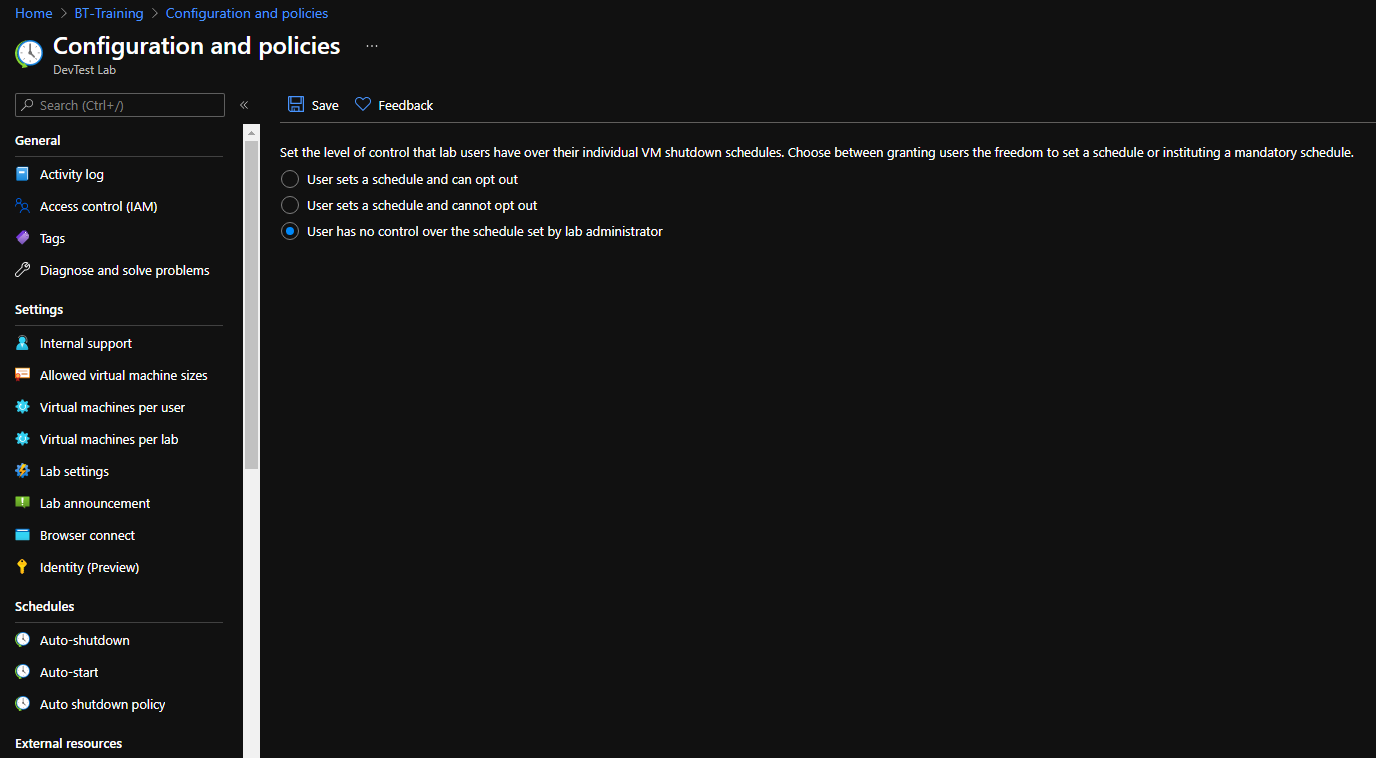 Home > BT-Training > Configuration and policies
Configuration and policies ...
DevTest Lab
Search (Ctrl+/)
«
Save
Feedback
General
Activity log
Access control (IAM)
Tags
Diagnose and solve problems
Settings
Internal support
Allowed virtual machine sizes
Virtual machines per user
Virtual machines per lab
Lab settings
Lab announcement
Browser connect
Identity (Preview)
Schedules
Auto-shutdown
Auto-start
Auto shutdown policy
External resources
Set the level of control that lab users have over their individual VM shutdown schedules. Choose between granting users the freedom to set a schedule or instituting a mandatory schedule.
User sets a schedule and can opt out
User sets a schedule and cannot opt out
User has no control over the schedule set by lab administrator